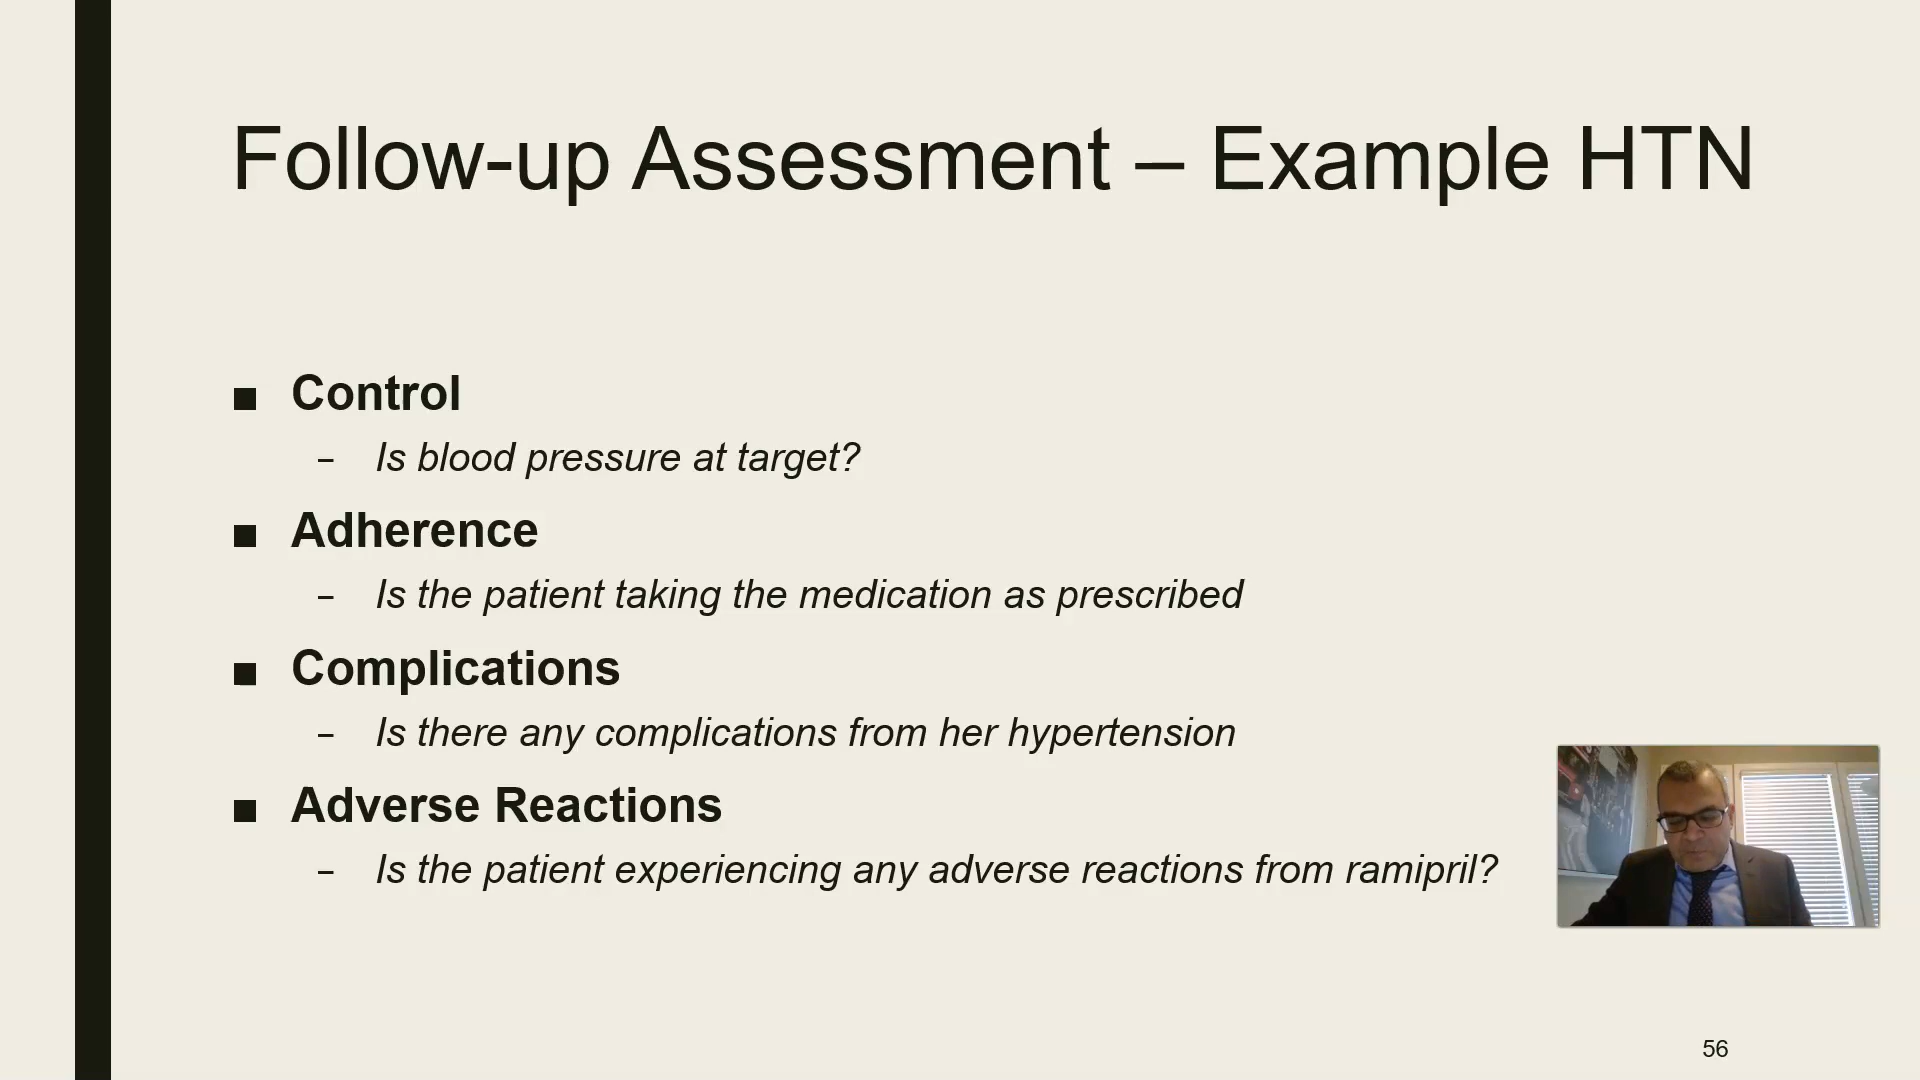 Follow-up Assessment – Example HTN
■ Control
– Is blood pressure at target?
■ Adherence
– Is the patient taking the medication as prescribed
■ Complications
– Is there any complications from her hypertension
■ Adverse Reactions
– Is the patient experiencing any adverse reactions from ramipril?
56